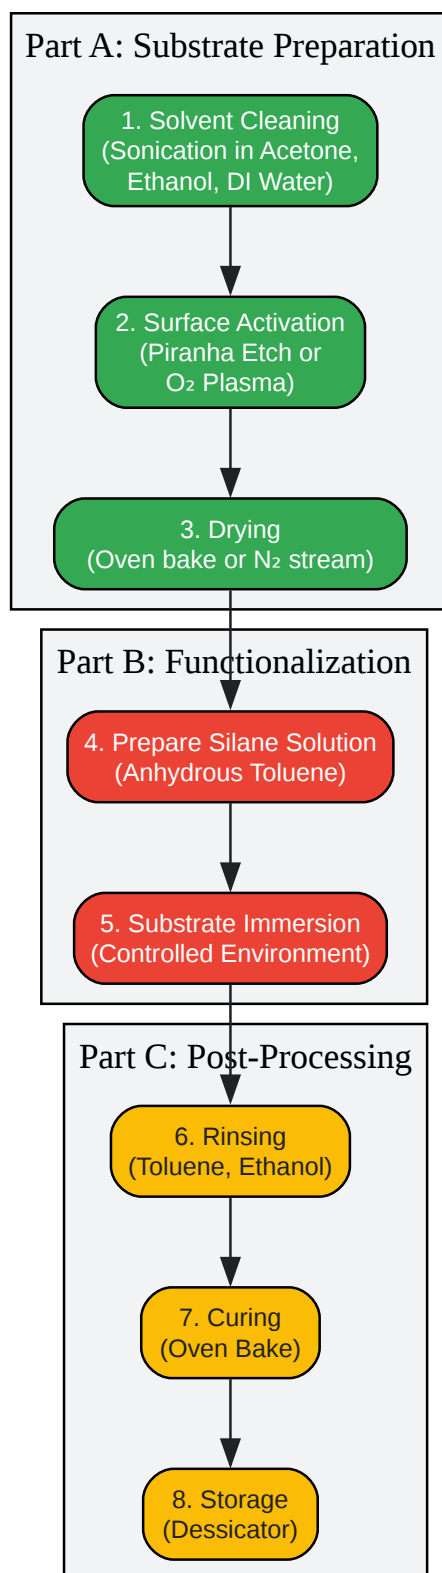 Part A: Substrate Preparation
1. Solvent Cleaning
(Sonication in Acetone,
Ethanol, DI Water)
2. Surface Activation
(Piranha Etch or
O₂ Plasma)
3. Drying
(Oven bake or N₂ stream)
Part B: Functionalization
4. Prepare Silane Solution
(Anhydrous Toluene)
5. Substrate Immersion
(Controlled Environment)
Part C: Post-Processing
6. Rinsing
(Toluene, Ethanol)
7. Curing
(Oven Bake)
8. Storage
(Dessicator)